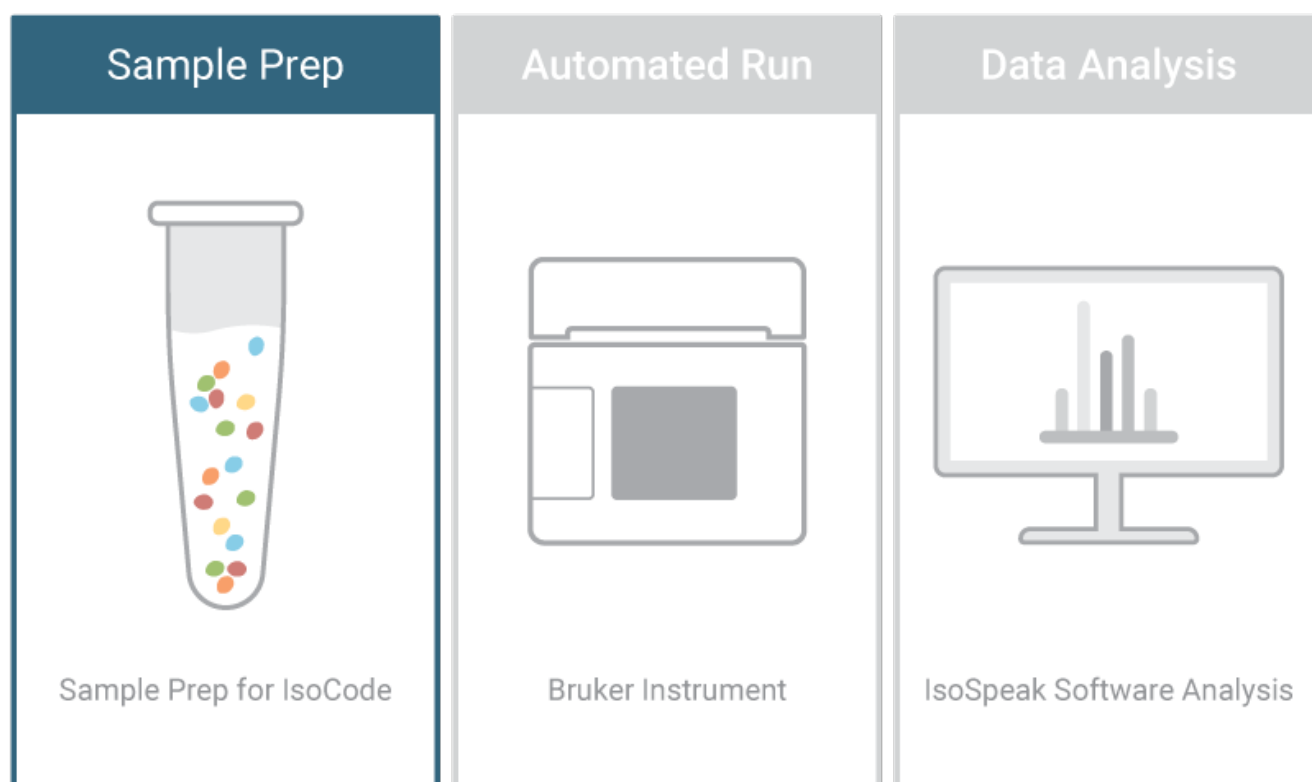 Sample Prep
Automated Run
Data Analysis
Sample Prep for IsoCode
Bruker Instrument
IsoSpeak Software Analysis